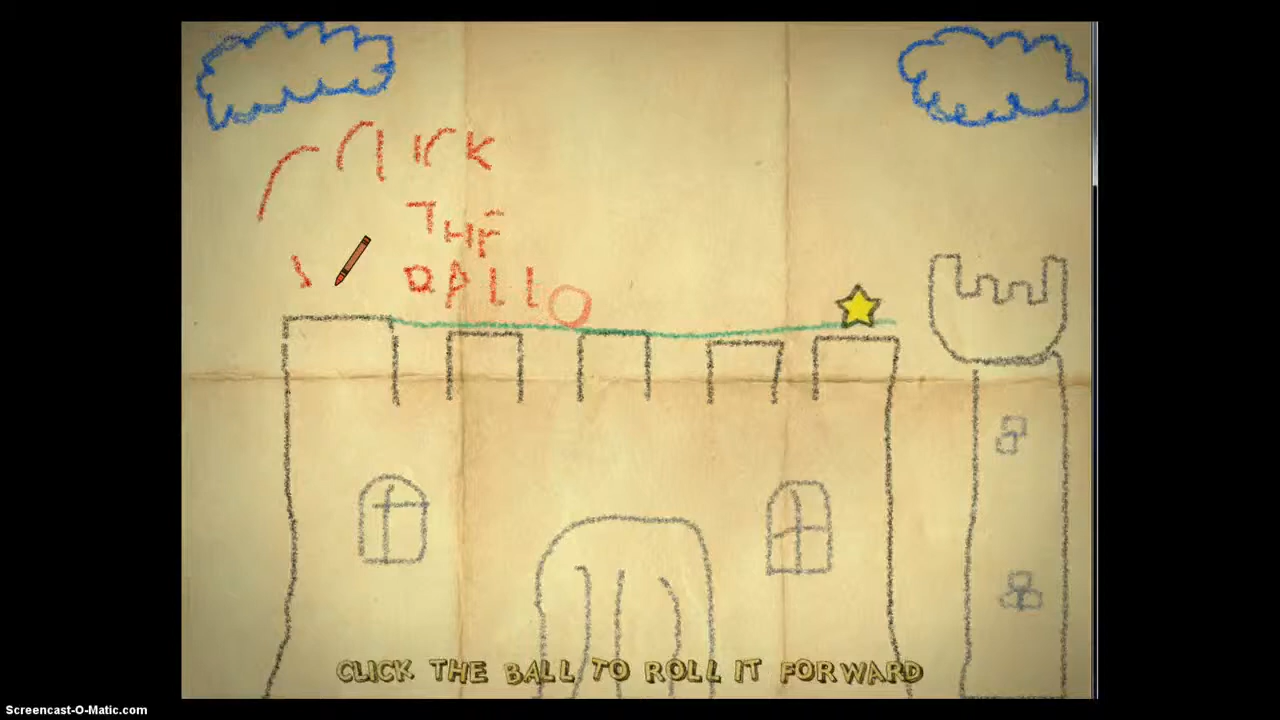 CLICK
THE
BALL
CLICK THE BALL TO ROLL IT FORWARD
Screencast-O-Matic.com